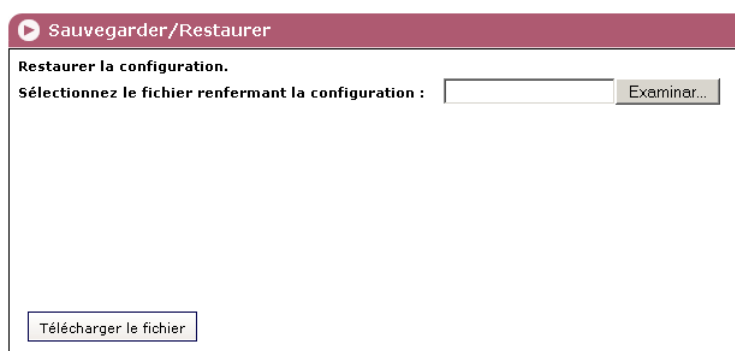 Sauvegarder/Restaurer
Restaurer la configuration.
Sélectionnez le fichier renfermant la configuration :
Examinar...
Télécharger le fichier